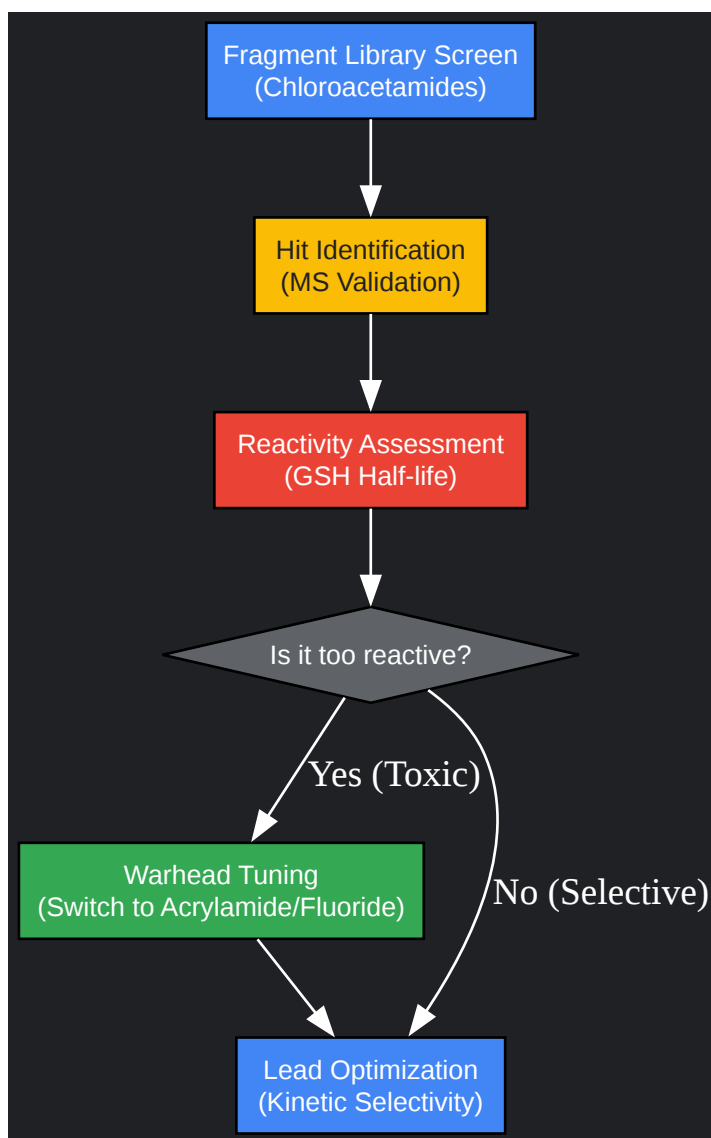 Fragment Library Screen
(Chloroacetamides)
Hit Identification
(MS Validation)
Reactivity Assessment
(GSH Half-life)
Is it too reactive?
Yes (Toxic)
Warhead Tuning
(Switch to Acrylamide/Fluoride)
No (Selective)
Lead Optimization
(Kinetic Selectivity)